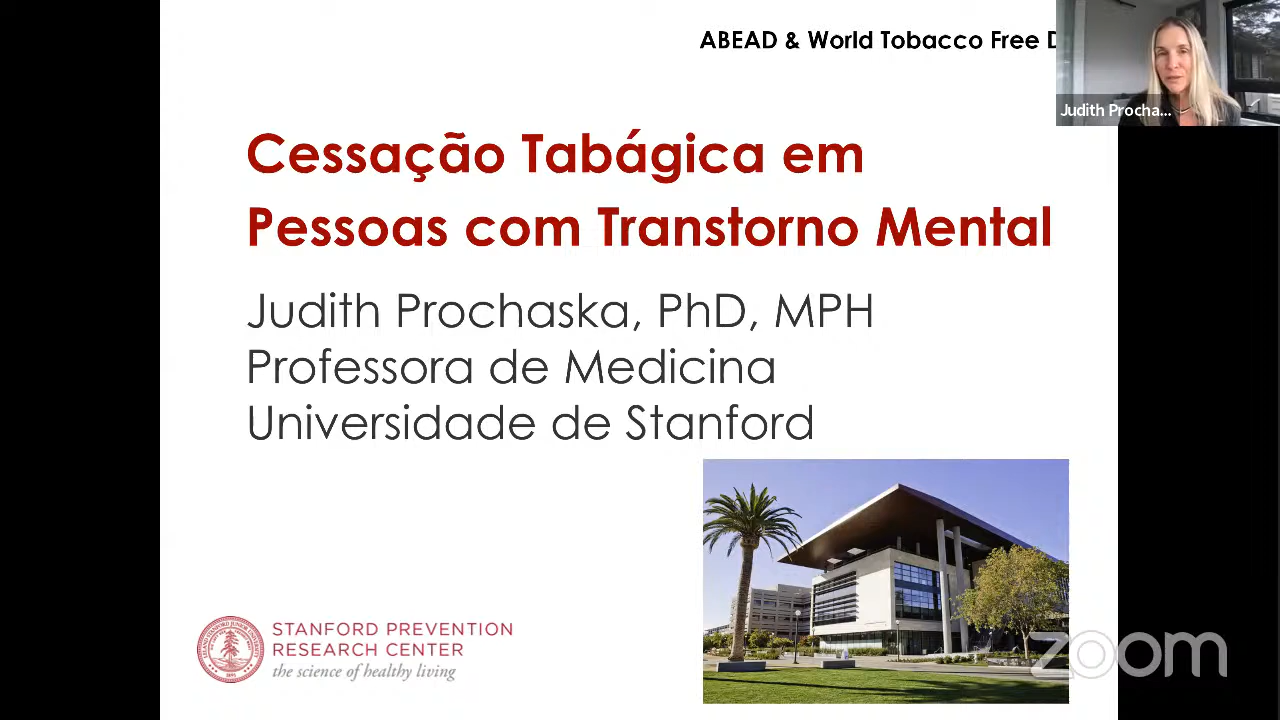 ABEAD & World Tobacco Free D
Judith Procha...
Cessação Tabágica em
Pessoas com Transtorno Mental
Judith Prochaska, PhD, MPH
Professora de Medicina
Universidade de Stanford
STANFORD PREVENTION
RESEARCH CENTER
the science of healthy living
zoom